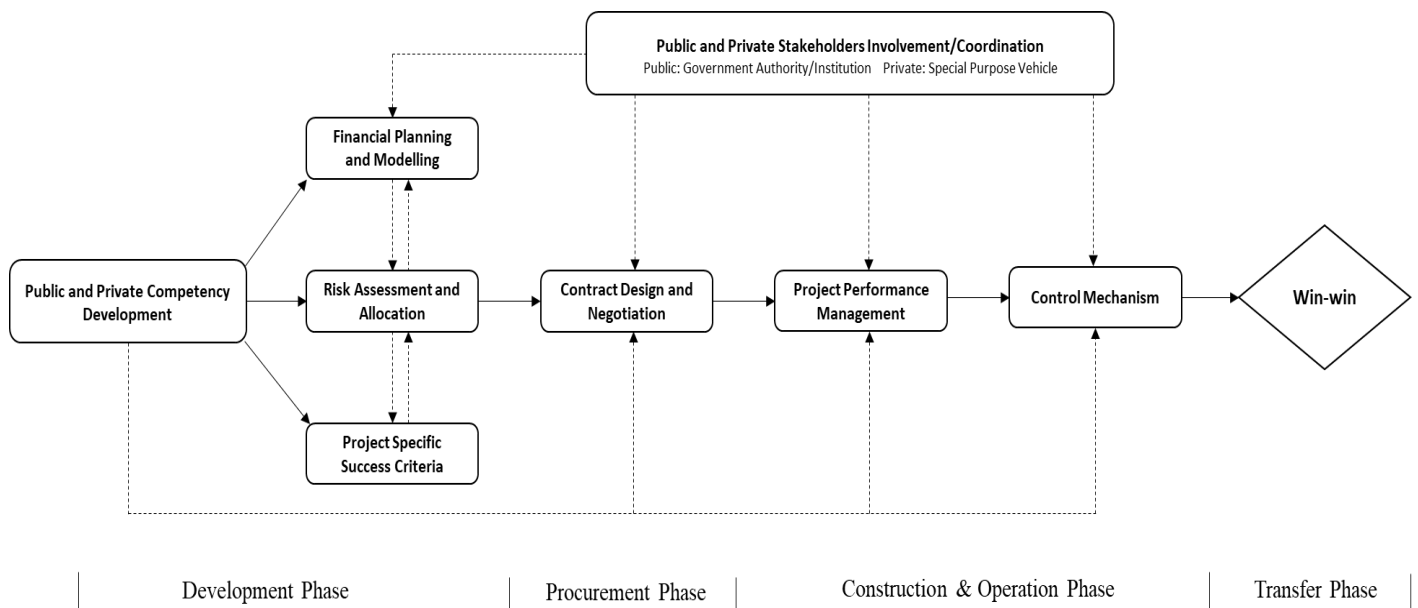 Public and Private Stakeholders Involvement/Coordination
Public: Government Authority/Institution Private: Special Purpose Vehicle
Financial Planning
and Modelling
Public and Private Competency
Development
Risk Assessment and
Allocation
Contract Design and
Negotiation
Project Performance
Management
Control Mechanism
Win-win
Project Specific
Success Criteria
Development Phase
Procurement Phase
Construction & Operation Phase
Transfer Phase